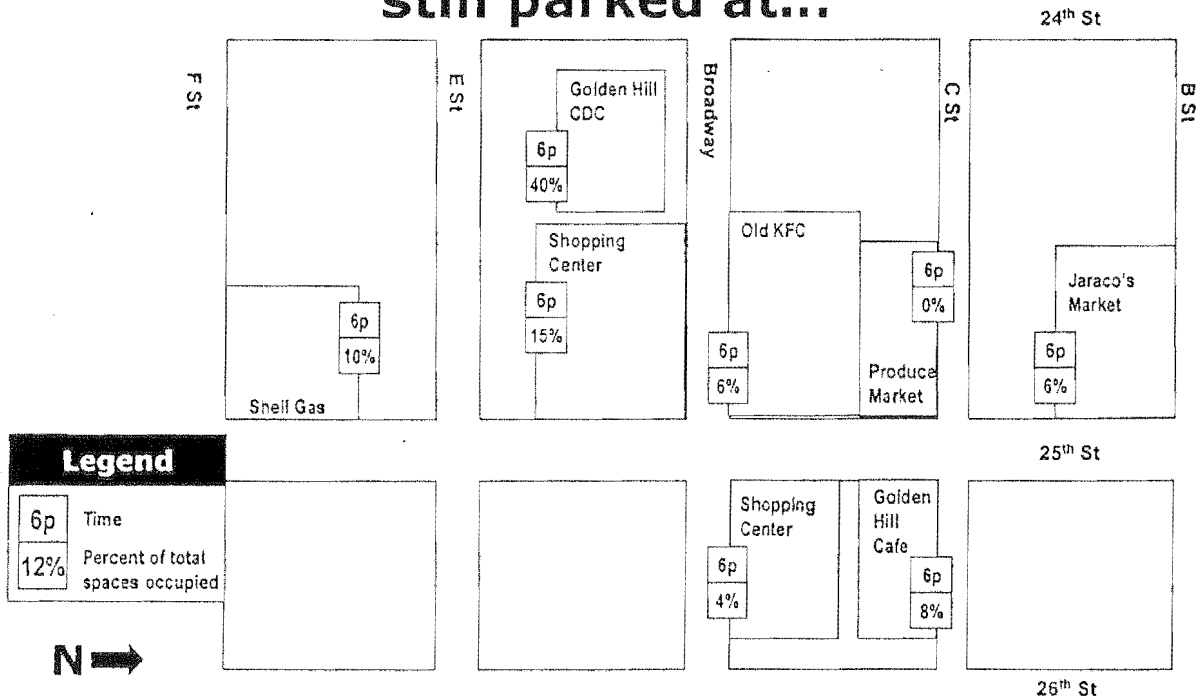 still parked at...
24th St
F St
E St
Broadway
C St
B St
Golden Hill
CDC
6p
40%
Shopping
Center
6p
15%
Old KFC
6p
0%
Jaraco's
Market
6p
10%
6p
6%
6p
6%
Produce
Market
Shell Gas
25th St
Legend
6p Time
12% Percent of total
spaces occupied
Shopping
Center
6p
4%
Golden
Hill
Cafe
6p
8%
N
26th St